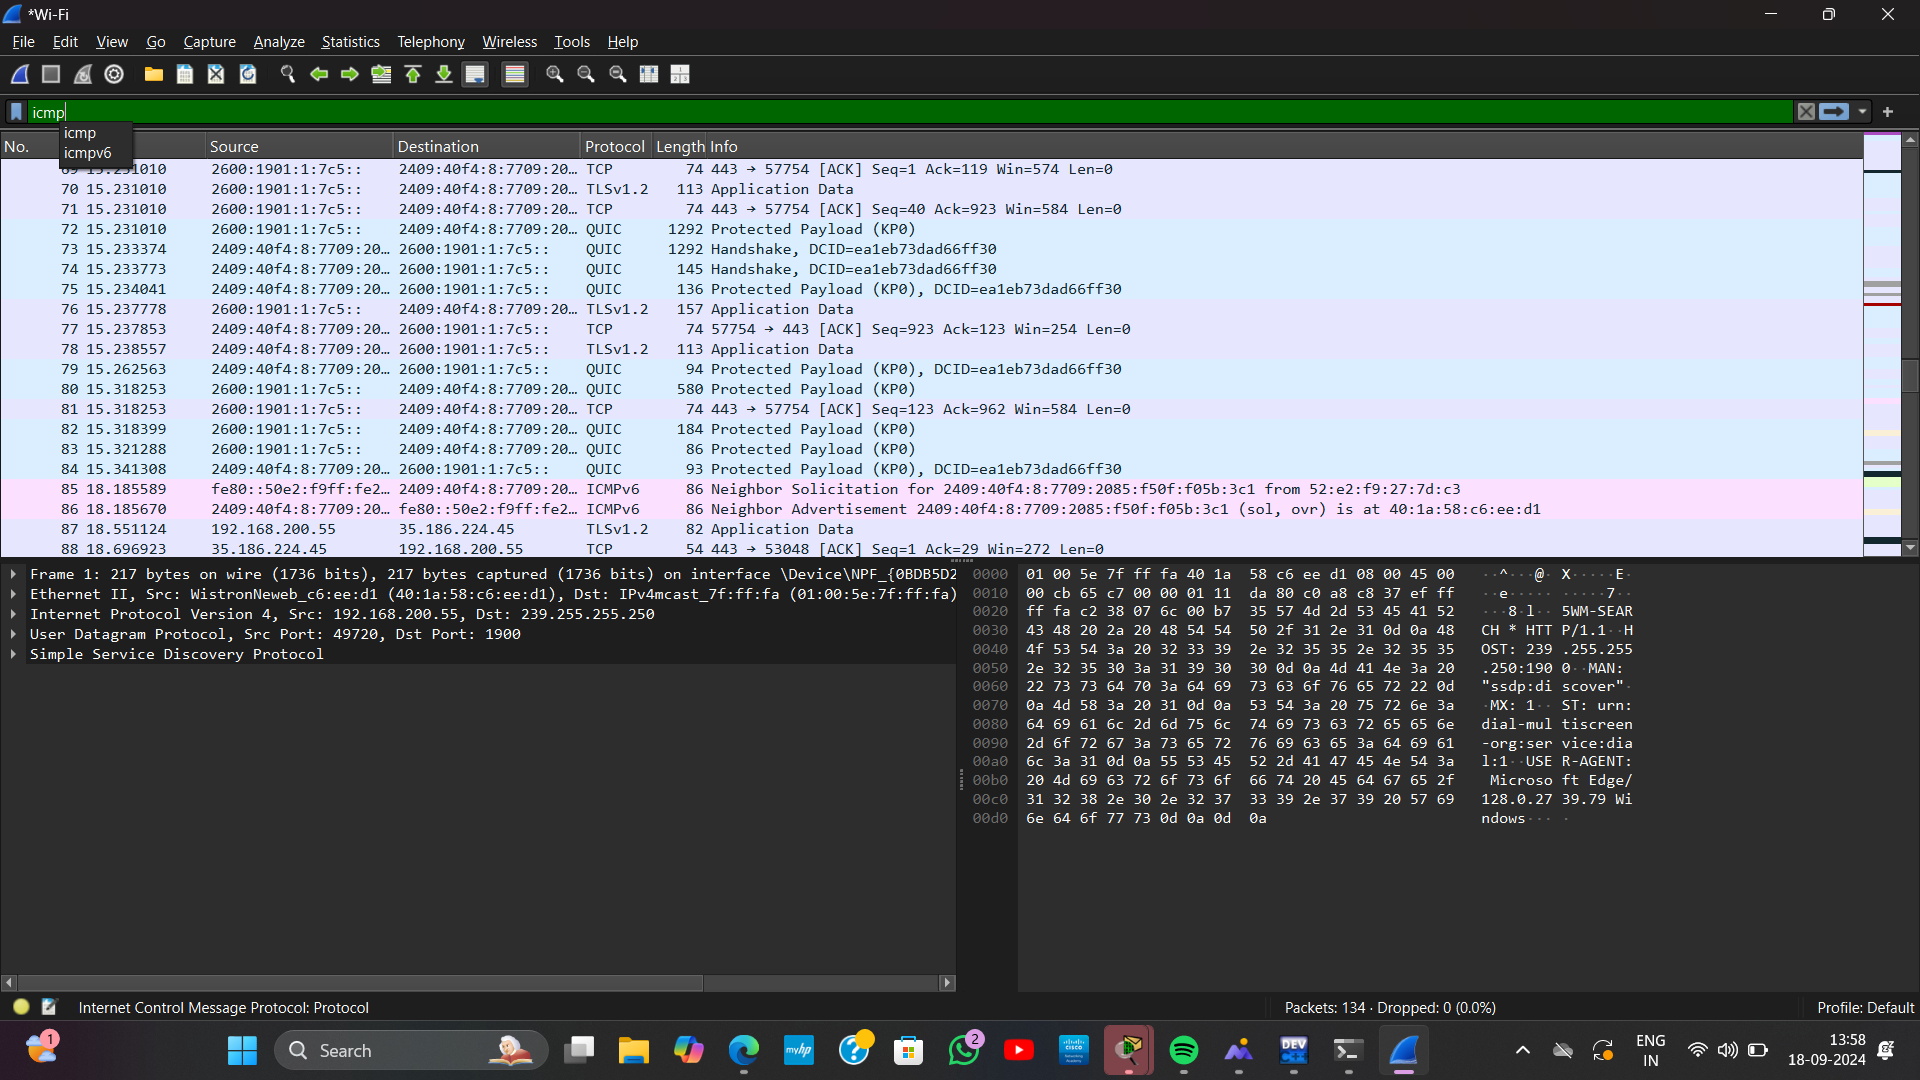 *Wi-Fi
File Edit View Go Capture Analyze Statistics Telephony Wireless Tools Help
icmp
icmp
icmpv6
No. Source Destination Protocol Length Info
69 15.231010 2600:1901:1:7c5:: 2409:40f4:8:7709:20… TCP 74 443 → 57754 [ACK] Seq=1 Ack=119 Win=574 Len=0
70 15.231010 2600:1901:1:7c5:: 2409:40f4:8:7709:20… TLSv1.2 113 Application Data
71 15.231010 2600:1901:1:7c5:: 2409:40f4:8:7709:20… TCP 74 443 → 57754 [ACK] Seq=40 Ack=923 Win=584 Len=0
72 15.231010 2600:1901:1:7c5:: 2409:40f4:8:7709:20… QUIC 1292 Protected Payload (KP0)
73 15.233374 2409:40f4:8:7709:20… 2600:1901:1:7c5:: QUIC 1292 Handshake, DCID=ea1eb73dad66ff30
74 15.233773 2409:40f4:8:7709:20… 2600:1901:1:7c5:: QUIC 145 Handshake, DCID=ea1eb73dad66ff30
75 15.234041 2409:40f4:8:7709:20… 2600:1901:1:7c5:: QUIC 136 Protected Payload (KP0), DCID=ea1eb73dad66ff30
76 15.237778 2409:40f4:8:7709:20… 2600:1901:1:7c5:: TLSv1.2 157 Application Data
77 15.237853 2409:40f4:8:7709:20… 2600:1901:1:7c5:: TCP 74 57754 → 443 [ACK] Seq=923 Ack=123 Win=254 Len=0
78 15.238557 2409:40f4:8:7709:20… 2600:1901:1:7c5:: TLSv1.2 113 Application Data
79 15.262563 2409:40f4:8:7709:20… 2600:1901:1:7c5:: QUIC 94 Protected Payload (KP0), DCID=ea1eb73dad66ff30
80 15.318253 2600:1901:1:7c5:: 2409:40f4:8:7709:20… QUIC 580 Protected Payload (KP0)
81 15.318253 2600:1901:1:7c5:: 2409:40f4:8:7709:20… TCP 74 443 → 57754 [ACK] Seq=123 Ack=962 Win=584 Len=0
82 15.318399 2600:1901:1:7c5:: 2409:40f4:8:7709:20… QUIC 184 Protected Payload (KP0)
83 15.321288 2600:1901:1:7c5:: 2409:40f4:8:7709:20… QUIC 86 Protected Payload (KP0)
84 15.341308 2409:40f4:8:7709:20… 2600:1901:1:7c5:: QUIC 93 Protected Payload (KP0), DCID=ea1eb73dad66ff30
85 18.185589 fe80::50e2:f9ff:fe2… 2409:40f4:8:7709:20… ICMPv6 86 Neighbor Solicitation for 2409:40f4:8:7709:2085:f50f:f05b:3c1 from 52:e2:f9:27:7d:c3
86 18.185670 2409:40f4:8:7709:20… fe80::50e2:f9ff:fe2… ICMPv6 86 Neighbor Advertisement 2409:40f4:8:7709:2085:f50f:f05b:3c1 (sol, ovr) is at 40:1a:58:c6:ee:d1
87 18.551124 192.168.200.55 35.186.224.45 TLSv1.2 82 Application Data
88 18.696923 35.186.224.45 192.168.200.55 TCP 54 443 → 53048 [ACK] Seq=1 Ack=29 Win=272 Len=0
Frame 1: 217 bytes on wire (1736 bits), 217 bytes captured (1736 bits) on interface \Device\NPF_{0BDB5D2
Ethernet II, Src: WistronNeweb_c6:ee:d1 (40:1a:58:c6:ee:d1), Dst: IPv4mcast_7f:ff:fa (01:00:5e:7f:ff:fa)
Internet Protocol Version 4, Src: 192.168.200.55, Dst: 239.255.255.250
User Datagram Protocol, Src Port: 49720, Dst Port: 1900
Simple Service Discovery Protocol
0000 01 00 5e 7f ff fa 40 1a 58 c6 ee d1 08 00 45 00 ··^···@· X·····E·
0010 00 cb 65 c7 00 00 01 11 da 80 c0 a8 c8 37 ef ff ··e····· ·····7··
0020 ff fa c2 38 07 6c 00 b7 35 57 4d 2d 53 45 41 52 ···8·l·· 5WM-SEAR
0030 43 48 20 2a 20 48 54 54 50 2f 31 2e 31 0d 0a 48 CH * HTT P/1.1··H
0040 4f 53 54 3a 20 32 33 39 2e 32 35 35 2e 32 35 35 OST: 239 .255.255
0050 2e 32 35 30 3a 31 39 30 30 0d 0a 4d 41 4e 3a 20 .250:190 0··MAN:
0060 22 73 73 64 70 3a 64 69 73 63 6f 76 65 72 22 0d "ssdp:di scover"·
0070 0a 4d 58 3a 20 31 0d 0a 53 54 3a 20 75 72 6e 3a ·MX: 1·· ST: urn:
0080 64 69 61 6c 2d 6d 75 6c 74 69 73 63 72 65 65 6e dial-mul tiscreen
0090 2d 6f 72 67 3a 73 65 72 76 69 63 65 3a 64 69 61 -org:ser vice:dia
00a0 6c 3a 31 0d 0a 55 53 45 52 2d 41 47 45 4e 54 3a l:1··USE R-AGENT:
00b0 20 4d 69 63 72 6f 73 6f 66 74 20 45 64 67 65 2f Microso ft Edge/
00c0 31 32 38 2e 30 2e 32 37 33 39 2e 37 39 20 57 69 128.0.27 39.79 Wi
00d0 6e 64 6f 77 73 0d 0a 0d 0a ndows··· ·
Internet Control Message Protocol: Protocol Packets: 134 · Dropped: 0 (0.0%) Profile: Default
1 Search myhp ? 2 CISCO DEV ENG 13:58
IN 18-09-2024